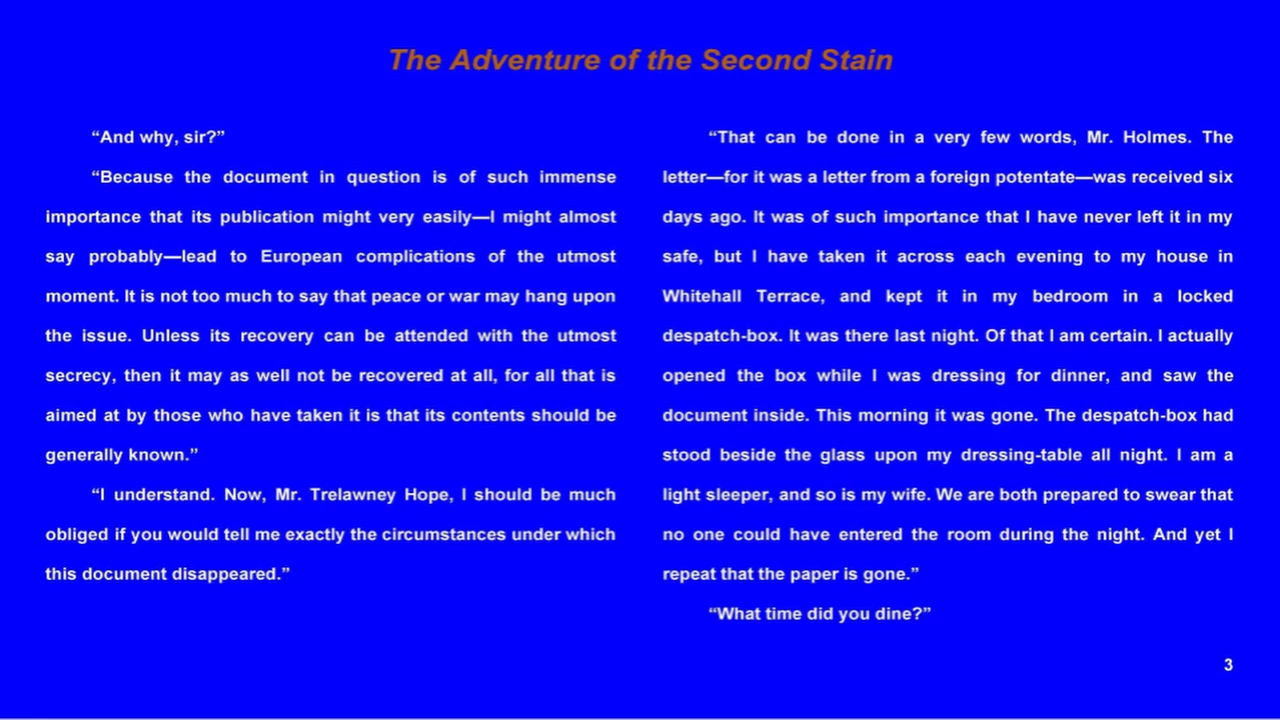 The Adventure of the Second Stain
“And why, sir?”
“Because the document in question is of such immense
importance that its publication might very easily—I might almost
say probably—lead to European complications of the utmost
moment. It is not too much to say that peace or war may hang upon
the issue. Unless its recovery can be attended with the utmost
secrecy, then it may as well not be recovered at all, for all that is
aimed at by those who have taken it is that its contents should be
generally known.”
“I understand. Now, Mr. Trelawney Hope, I should be much
obliged if you would tell me exactly the circumstances under which
this document disappeared.”
“That can be done in a very few words, Mr. Holmes. The
letter—for it was a letter from a foreign potentate—was received six
days ago. It was of such importance that I have never left it in my
safe, but I have taken it across each evening to my house in
Whitehall Terrace, and kept it in my bedroom in a locked
despatch-box. It was there last night. Of that I am certain. I actually
opened the box while I was dressing for dinner, and saw the
document inside. This morning it was gone. The despatch-box had
stood beside the glass upon my dressing-table all night. I am a
light sleeper, and so is my wife. We are both prepared to swear that
no one could have entered the room during the night. And yet I
repeat that the paper is gone.”
“What time did you dine?”
3